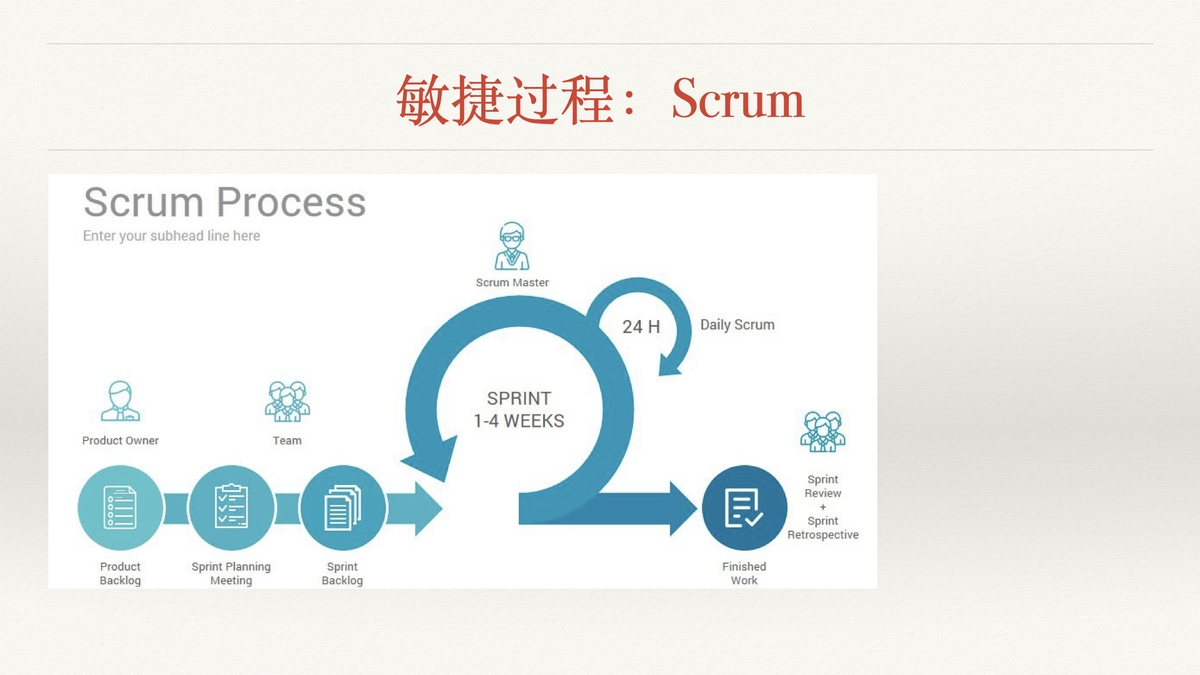 敏捷过程：Scrum
Scrum Process
Enter your subhead line here
Scrum Master
24 H
Daily Scrum
SPRINT
1-4 WEEKS
Product Owner
Team
Product
Backlog
Sprint Planning
Meeting
Sprint
Backlog
Finished
Work
Sprint
Review
+
Sprint
Retrospective